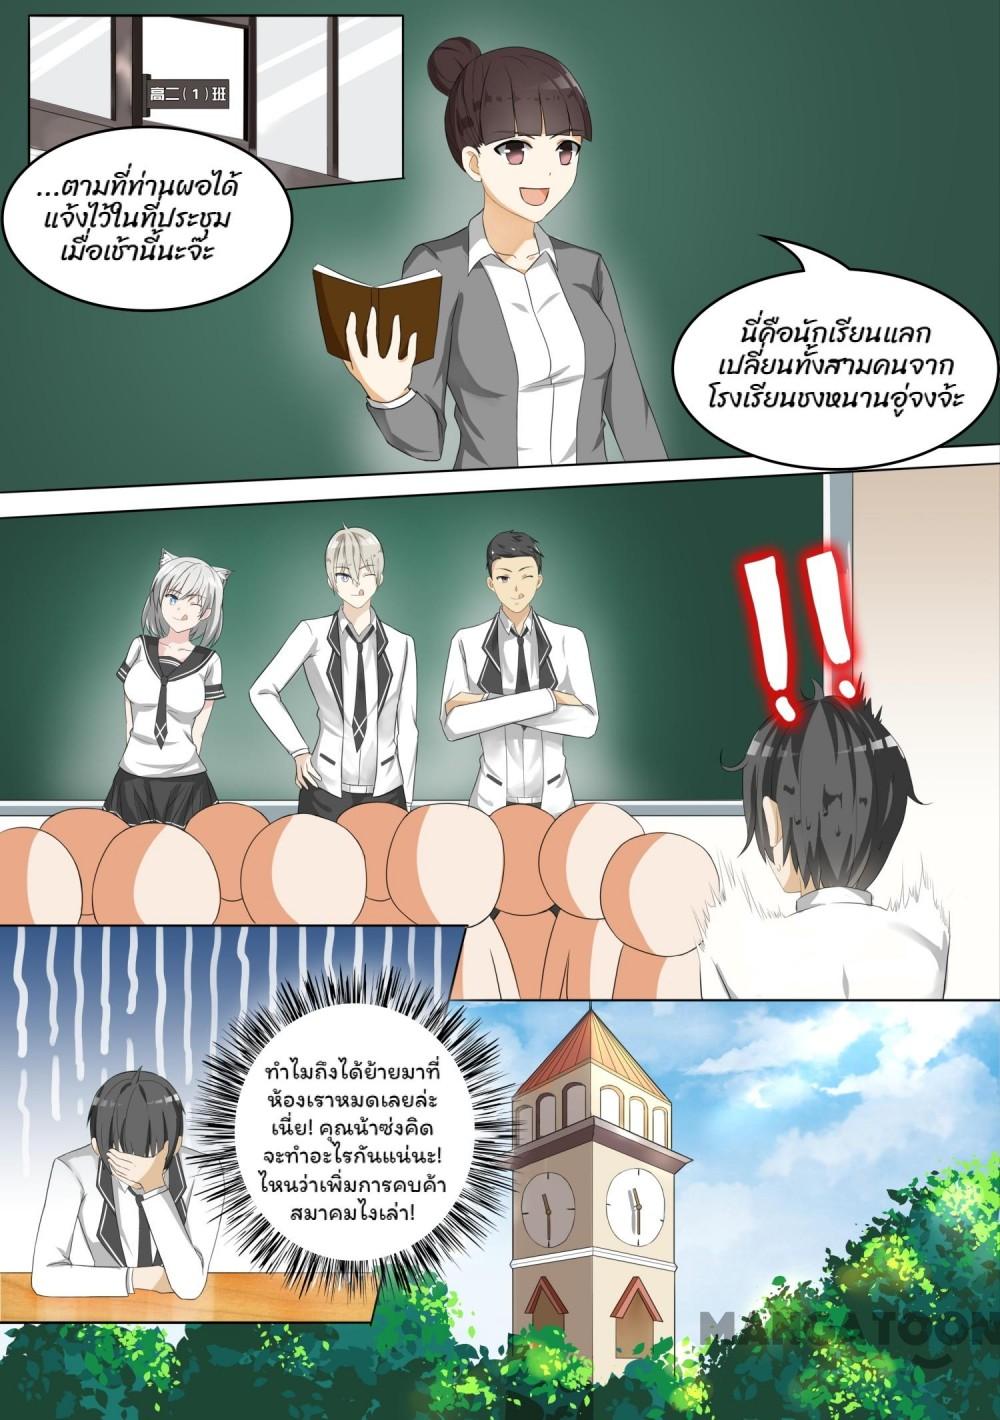 高二(1)班
...ตามที่ท่านผอได้
แจ้งไว้ในที่ประชุม
เมื่อเช้านี้นะจ๊ะ
นี่คือนักเรียนแลก
เปลี่ยนทั้งสามคนจาก
โรงเรียนชงหนานอู่จงจ้ะ
!!
ทำไมถึงได้ย้ายมาที่
ห้องเราหมดเลยล่ะ
เนี่ย! คุณน้าซ่งคิด
จะทำอะไรกันแน่นะ!
ไหนว่าเพิ่มการคบค้า
สมาคมไงเล่า!
MANGATOON